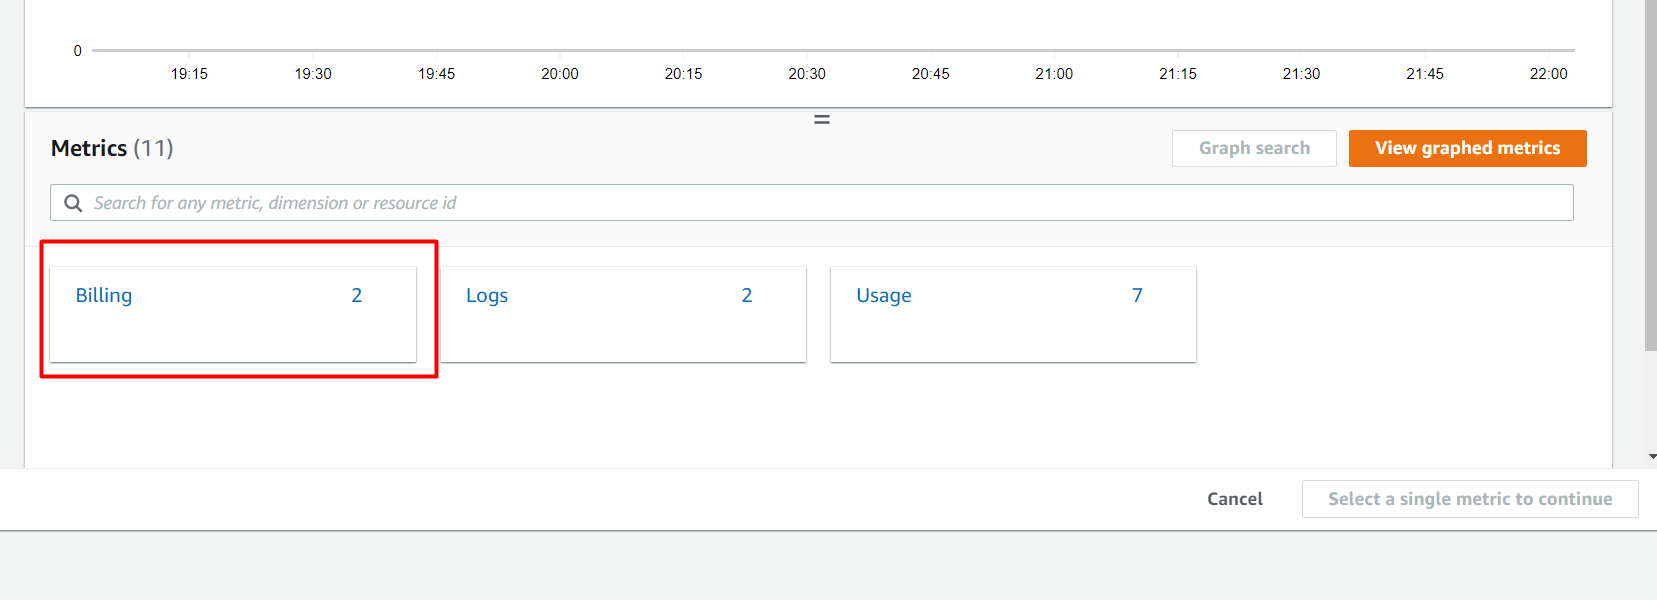 0
19:15 19:30 19:45 20:00 20:15 20:30 20:45 21:00 21:15 21:30 21:45 22:00
Metrics (11)
Graph search
View graphed metrics
Search for any metric, dimension or resource id
Billing 2
Logs 2
Usage 7
Cancel
Select a single metric to continue